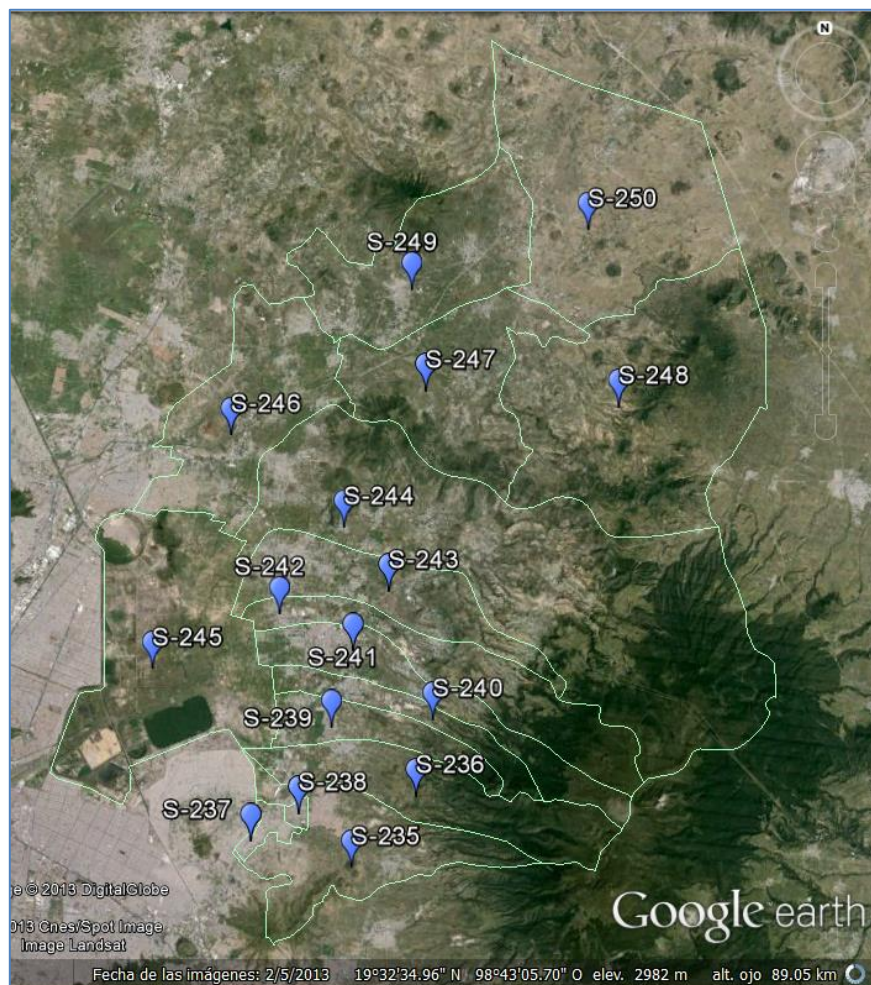 N
S-250
S-249
S-247
S-248
S-246
S-244
S-243
S-242
S-245
S-241
S-240
S-239
S-236
S-238
S-237
S-235
e © 2013 DigitalGlobe
013 Cnes/Spot Image
Image Landsat
Google earth
Fecha de las imágenes: 2/5/2013 19°32'34.96" N 98°43'05.70" O elev. 2982 m alt. ojo 89.05 km